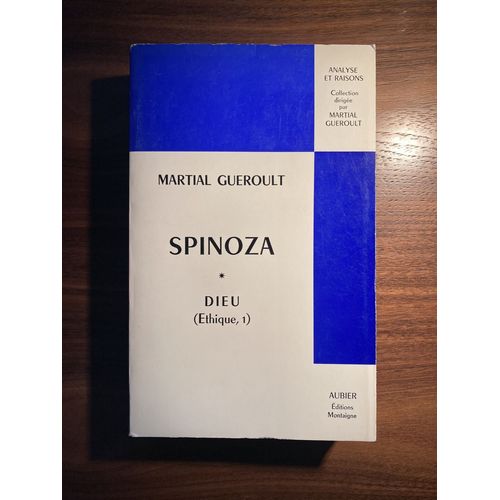 ANALYSE
ET RAISONS
Collection
dirigée
par
MARTIAL
GUEROULT
MARTIAL GUEROULT
SPINOZA
*
DIEU
(Ethique, 1)
AUBIER
Éditions
Montaigne